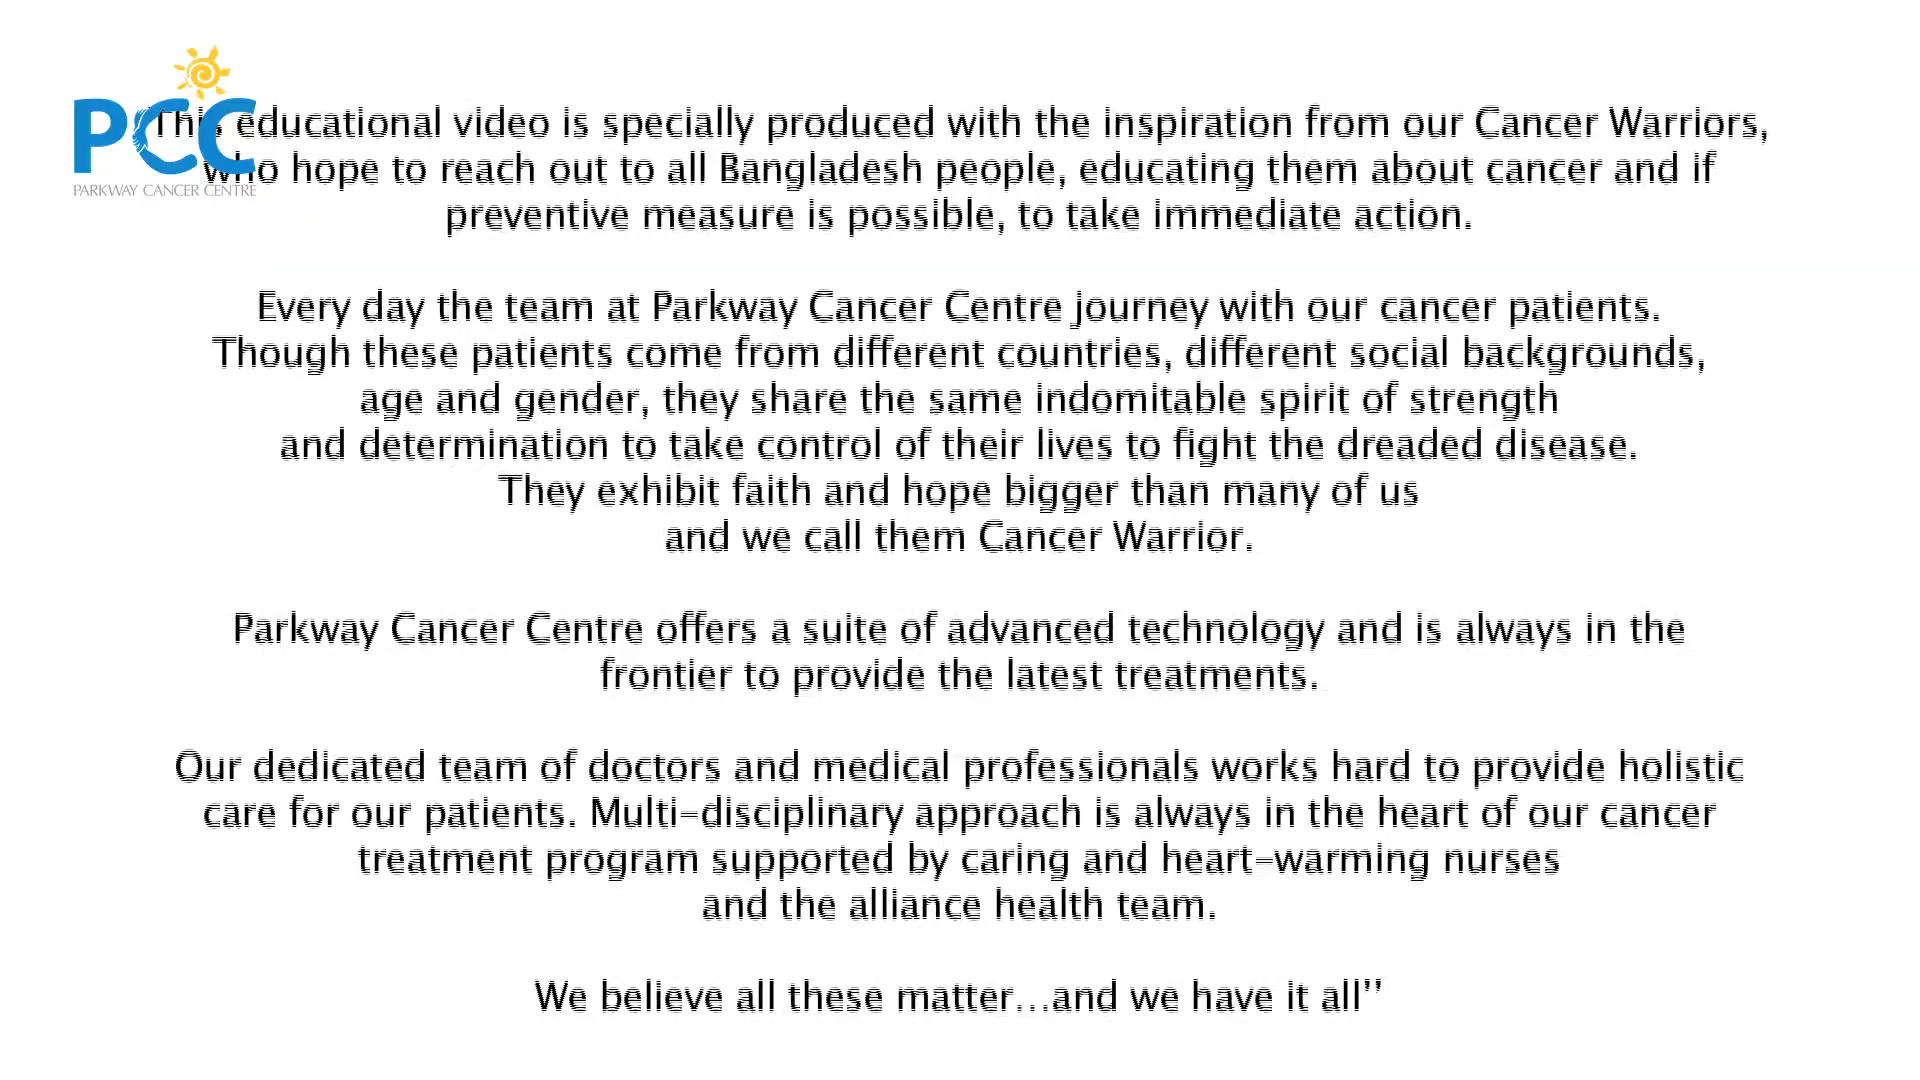 PCC
PARKWAY CANCER CENTRE
This educational video is specially produced with the inspiration from our Cancer Warriors,
who hope to reach out to all Bangladesh people, educating them about cancer and if
preventive measure is possible, to take immediate action.
Every day the team at Parkway Cancer Centre journey with our cancer patients.
Though these patients come from different countries, different social backgrounds,
age and gender, they share the same indomitable spirit of strength
and determination to take control of their lives to fight the dreaded disease.
They exhibit faith and hope bigger than many of us
and we call them Cancer Warrior.
Parkway Cancer Centre offers a suite of advanced technology and is always in the
frontier to provide the latest treatments.
Our dedicated team of doctors and medical professionals works hard to provide holistic
care for our patients. Multi-disciplinary approach is always in the heart of our cancer
treatment program supported by caring and heart-warming nurses
and the alliance health team.
We believe all these matter...and we have it all”